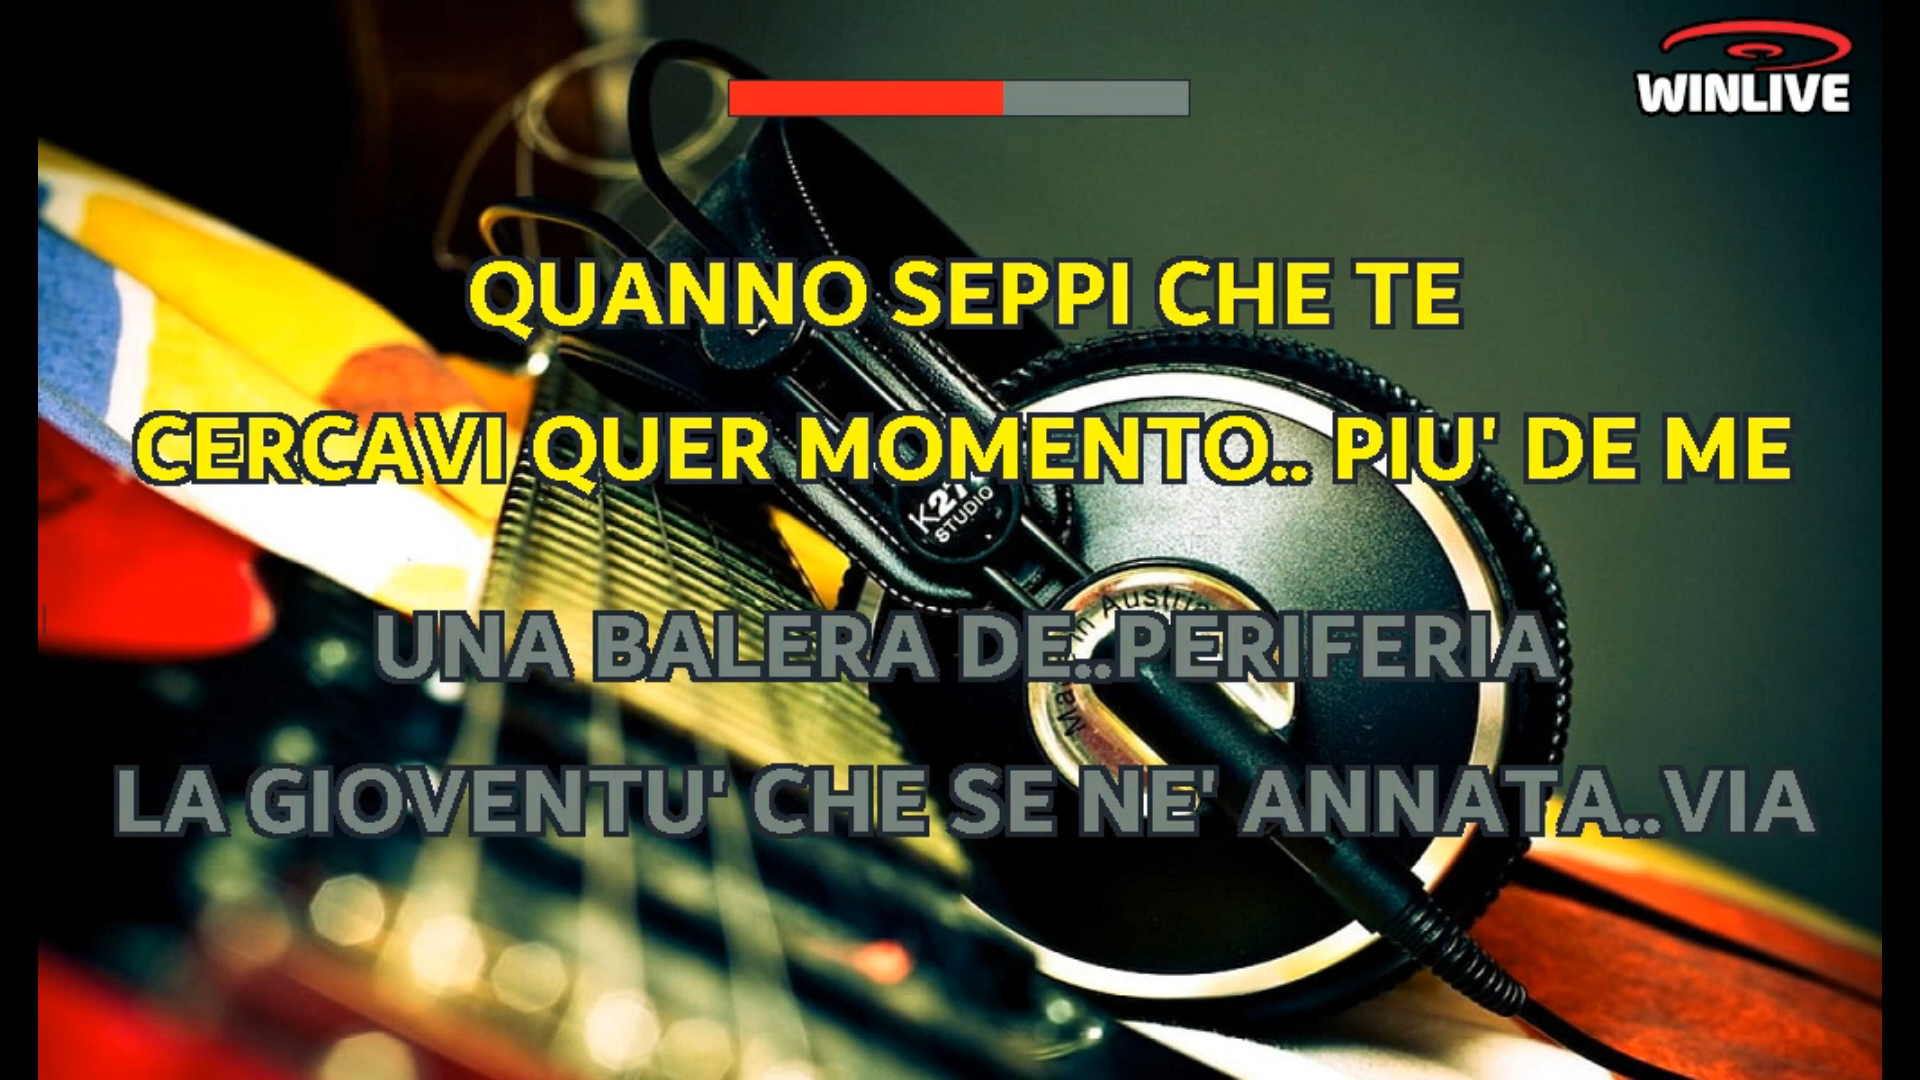 WINLIVE
QUANNO SEPPI CHE TE
CERCAVI QUER MOMENTO.. PIU' DE ME
STUDIO
Austria
UNA BALERA DE..PERIFERIA
LA GIOVENTU' CHE SE NE' ANNATA..VIA